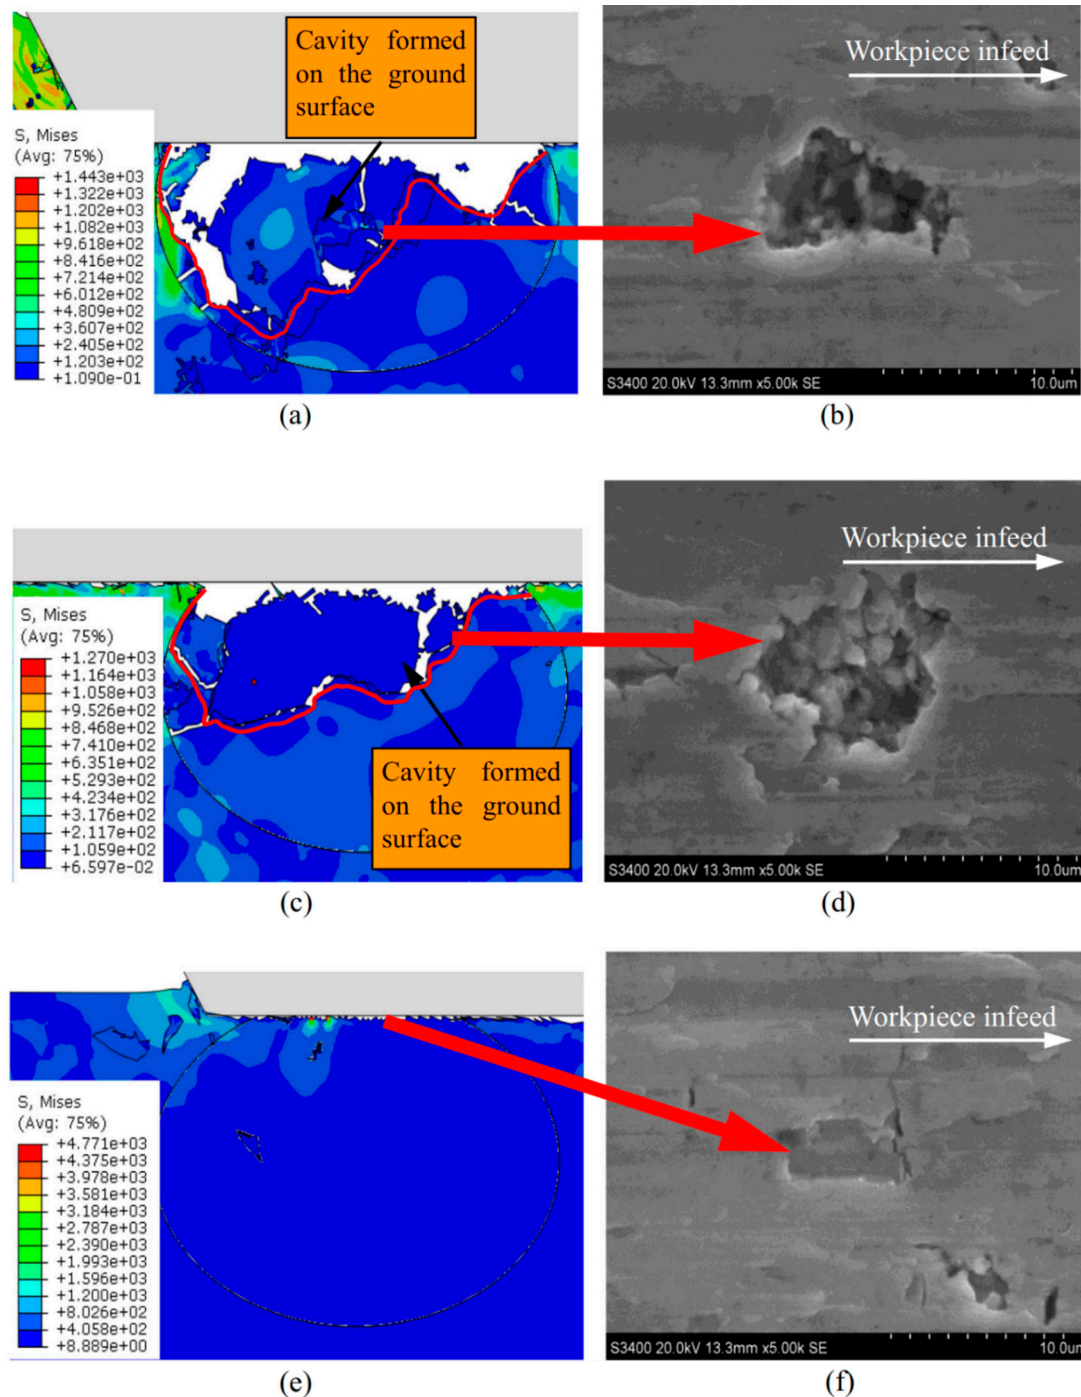 Cavity formed
on the ground
surface
S, Mises
(Avg: 75%)
+1.443e+03
+1.322e+03
+1.202e+03
+1.082e+03
+9.618e+02
+8.416e+02
+7.214e+02
+6.012e+02
+4.809e+02
+3.607e+02
+2.405e+02
+1.203e+02
+1.090e-01
(a)
Workpiece infeed
S3400 20.0kV 13.3mm x5.00k SE
10.0um
(b)
S, Mises
(Avg: 75%)
+1.270e+03
+1.164e+03
+1.058e+03
+9.526e+02
+8.468e+02
+7.410e+02
+6.351e+02
+5.293e+02
+4.234e+02
+3.176e+02
+2.117e+02
+1.059e+02
+6.597e-02
Cavity formed
on the ground
surface
(c)
Workpiece infeed
S3400 20.0kV 13.3mm x5.00k SE
10.0um
(d)
S, Mises
(Avg: 75%)
+4.771e+03
+4.375e+03
+3.978e+03
+3.581e+03
+3.184e+03
+2.787e+03
+2.390e+03
+1.993e+03
+1.596e+03
+1.200e+03
+8.026e+02
+4.058e+02
+8.889e+00
(e)
Workpiece infeed
S3400 20.0kV 13.3mm x5.00k SE
10.0um
(f)